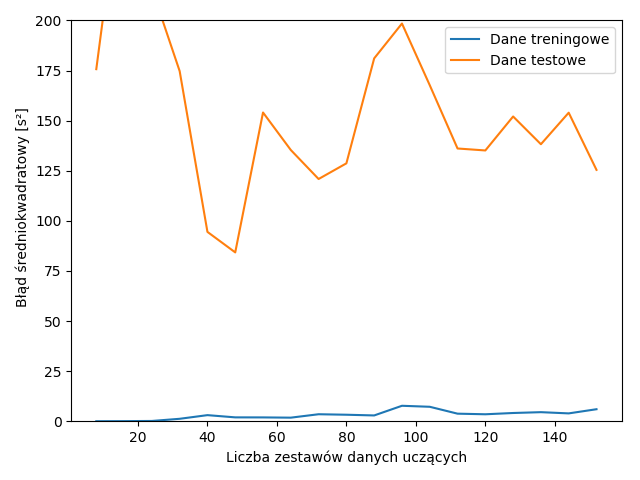 200
175
150
125
100
75
50
25
0
20 40 60 80 100 120 140
Błąd średniokwadratowy [s²]
Liczba zestawów danych uczących
Dane treningowe
Dane testowe